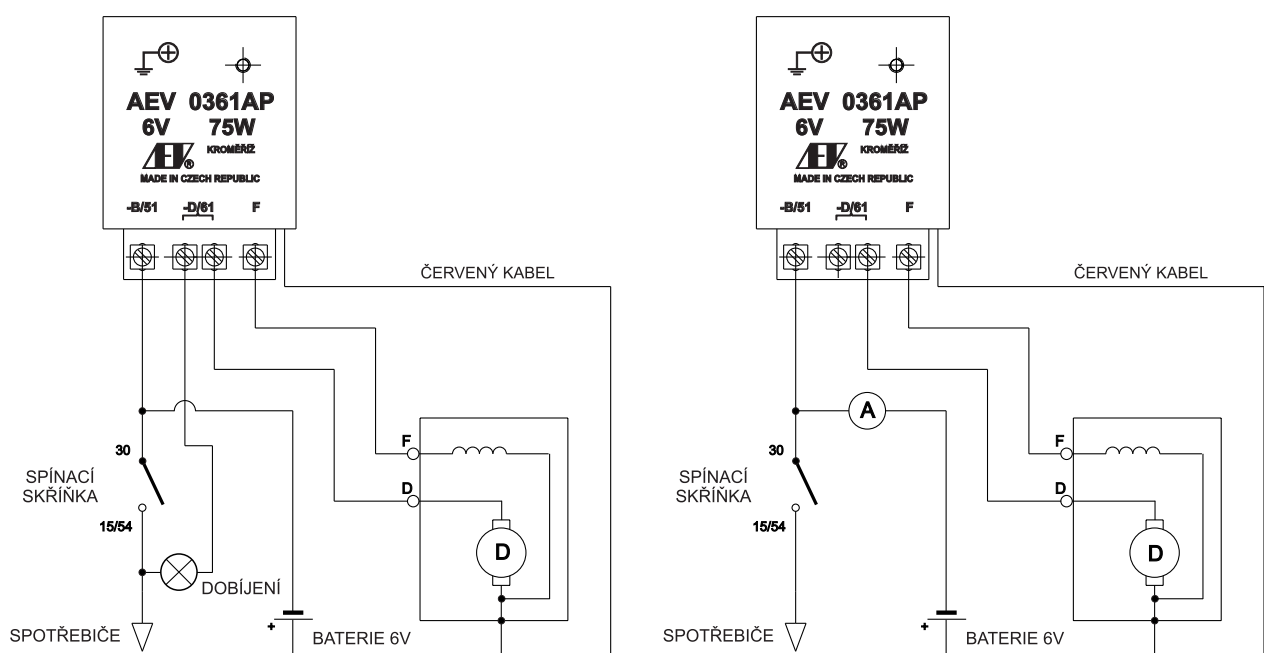 AEV 0361AP
6V 75W
AEV® KROMĚŘÍŽ
MADE IN CZECH REPUBLIC
-B/51 -D/61 F
ČERVENÝ KABEL
F
30
SPÍNACÍ
SKŘÍŇKA
D
15/54
D
DOBÍJENÍ
SPOTŘEBIČE
+
BATERIE 6V
AEV 0361AP
6V 75W
AEV® KROMĚŘÍŽ
MADE IN CZECH REPUBLIC
-B/51 -D/61 F
ČERVENÝ KABEL
A
F
30
SPÍNACÍ
SKŘÍŇKA
D
15/54
D
SPOTŘEBIČE
+
BATERIE 6V